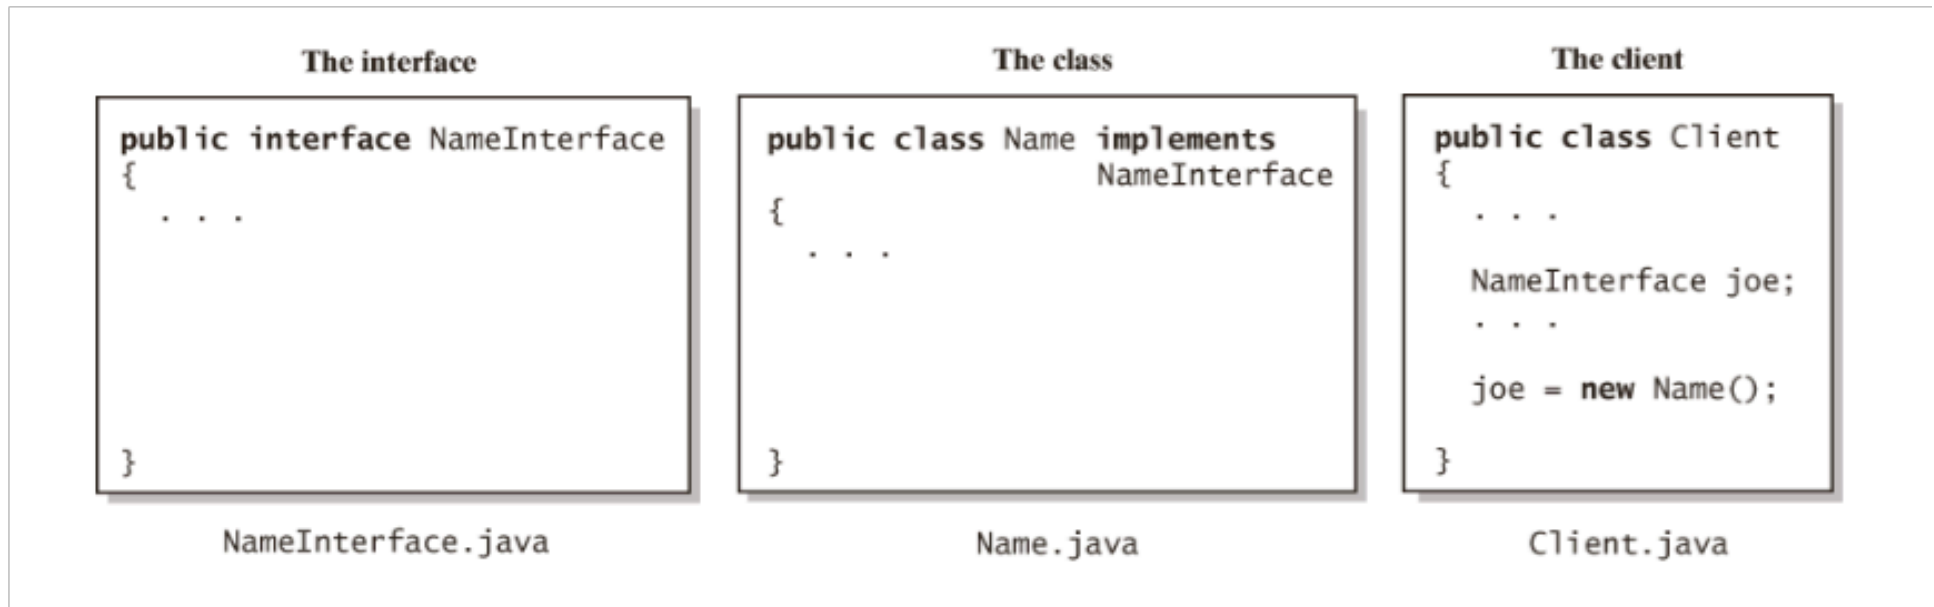 The interface
public interface NameInterface
{
. . .
}
NameInterface.java
The class
public class Name implements
NameInterface
{
. . .
}
Name.java
The client
public class Client
{
. . .
NameInterface joe;
. . .
joe = new Name();
}
Client.java